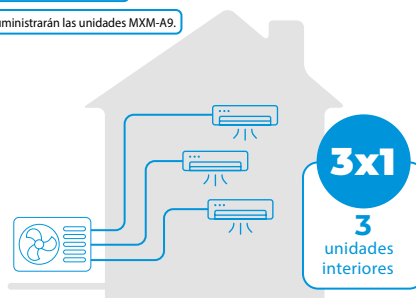 uministrarán las unidades MXM-A9.
3x1
3
unidades
interiores